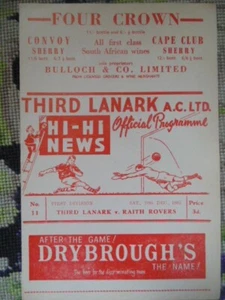 FOUR CROWN
CONVOY
SHERRY
All first class
South African wines
CAPE CLUB
SHERRY
BULLOCH & CO. LIMITED
THIRD LANARK A.C. LTD.
HI-HI
NEWS
Official Programme
No.
11
FIRST DIVISION
Price
3d
THIRD LANARK v. RAITH ROVERS
AFTER THE GAME!
DRYBROUGH'S
THE NAME!